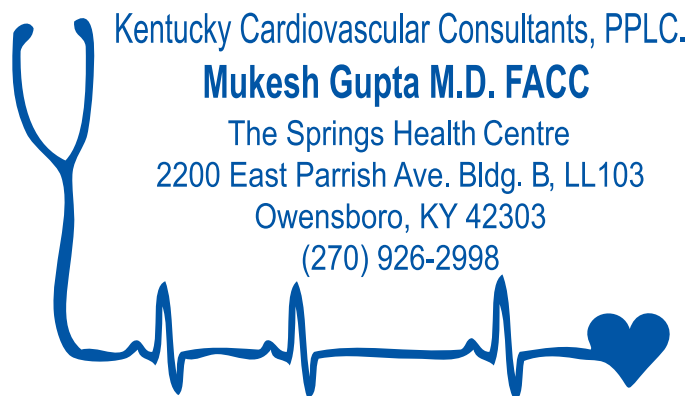 Kentucky Cardiovascular Consultants, PPLC.
Mukesh Gupta M.D. FACC
The Springs Health Centre
2200 East Parrish Ave. Bldg. B, LL103
Owensboro, KY 42303
(270) 926-2998